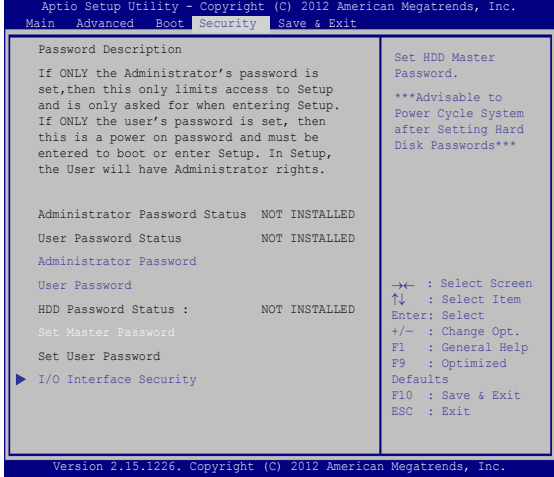 Aptio Setup Utility - Copyright (C) 2012 American Megatrends, Inc.
Main Advanced Boot Security Save & Exit
Password Description
If ONLY the Administrator's password is
set,then this only limits access to Setup
and is only asked for when entering Setup.
If ONLY the user's password is set, then
this is a power on password and must be
entered to boot or enter Setup. In Setup,
the User will have Administrator rights.
Administrator Password Status NOT INSTALLED
User Password Status NOT INSTALLED
Administrator Password
User Password
HDD Password Status : NOT INSTALLED
Set Master Password
Set User Password
I/O Interface Security
Set HDD Master
Password.
***Advisable to
Power Cycle System
after Setting Hard
Disk Passwords***
→← : Select Screen
↑↓ : Select Item
Enter: Select
+/— : Change Opt.
F1 : General Help
F9 : Optimized
Defaults
F10 : Save & Exit
ESC : Exit
Version 2.15.1226. Copyright (C) 2012 American Megatrends, Inc.